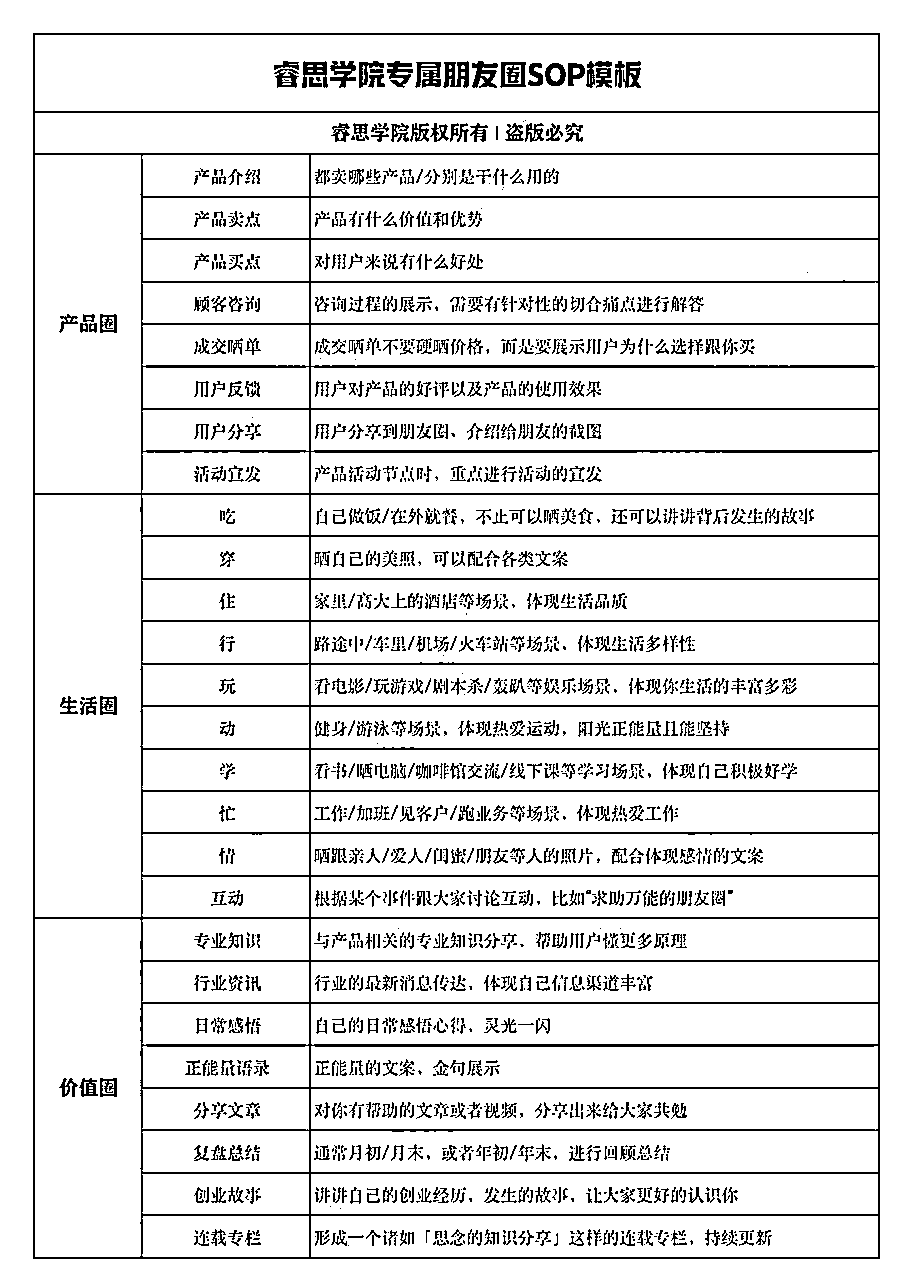 睿思学院专属朋友圈SOP模板
睿思学院版权所有 | 盗版必究
产品圈
产品介绍 都卖哪些产品/分别是干什么用的
产品卖点 产品有什么价值和优势
产品买点 对用户来说有什么好处
顾客咨询 咨询过程的展示，需要有针对性的切合痛点进行解答
成交晒单 成交晒单不要硬晒价格，而是要展示用户为什么选择跟你买
用户反馈 用户对产品的好评以及产品的使用效果
用户分享 用户分享到朋友圈、介绍给朋友的截图
活动宣发 产品活动节点时，重点进行活动的宣发
生活圈
吃 自己做饭/在外就餐，不止可以晒美食，还可以讲讲背后发生的故事
穿 晒自己的美照，可以配合各类文案
住 家里/高大上的酒店等场景，体现生活品质
行 路途中/车里/机场/火车站等场景，体现生活多样性
玩 看电影/玩游戏/剧本杀/轰趴等娱乐场景，体现你生活的丰富多彩
动 健身/游泳等场景，体现热爱运动，阳光正能量且能坚持
学 看书/晒电脑/咖啡馆交流/线下课等学习场景，体现自己积极好学
忙 工作/加班/见客户/跑业务等场景，体现热爱工作
情 晒跟亲人/爱人/闺蜜/朋友等人的照片，配合体现感情的文案
互动 根据某个事件跟大家讨论互动，比如“求助万能的朋友圈”
价值圈
专业知识 与产品相关的专业知识分享，帮助用户懂更多原理
行业资讯 行业的最新消息传达，体现自己信息渠道丰富
日常感悟 自己的日常感悟心得，灵光一闪
正能量语录 正能量的文案、金句展示
分享文章 对你有帮助的文章或者视频，分享出来给大家共勉
复盘总结 通常月初/月末，或者年初/年末，进行回顾总结
创业故事 讲讲自己的创业经历，发生的故事，让大家更好的认识你
连载专栏 形成一个诸如「思念的知识分享」这样的连载专栏，持续更新